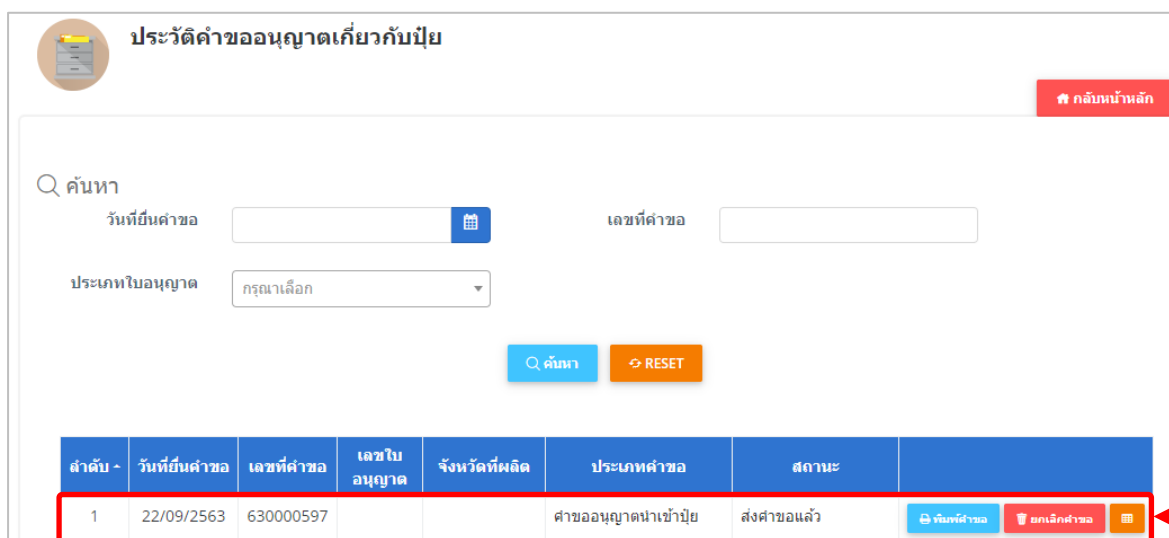 ประวัติคำขออนุญาตเกี่ยวกับปุ๋ย
กลับหน้าหลัก
ค้นหา
วันที่ยื่นคำขอ
เลขที่คำขอ
ประเภทใบอนุญาต
กรุณาเลือก
ค้นหา
RESET
ลำดับ วันที่ยื่นคำขอ เลขที่คำขอ เลขใบอนุญาต จังหวัดที่ผลิต ประเภทคำขอ สถานะ
1 22/09/2563 630000597 คำขออนุญาตนำเข้าปุ๋ย ส่งคำขอแล้ว พิมพ์คำขอ ยกเลิกคำขอ